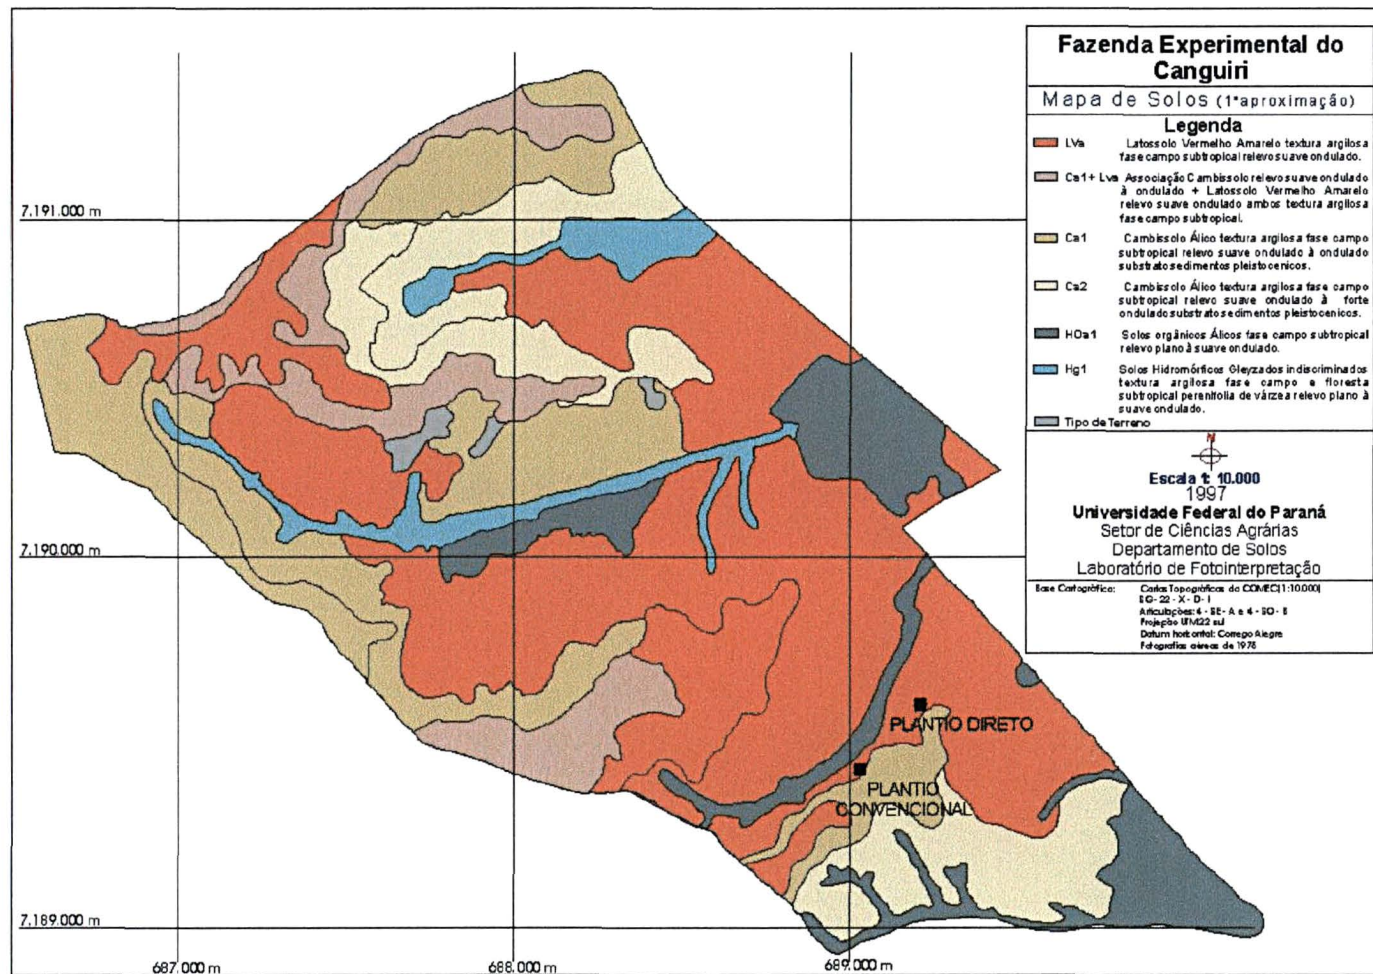 Fazenda Experimental do
Canguiri
Mapa de Solos (1ªaproximação)
Legenda
LVa Latossolo Vermelho Amarelo textura argilosa
fase campo subtropical relevo suave ondulado.
Ca1+ Lva Associação Cambissolo relevo suave ondulado
à ondulado + Latossolo Vermelho Amarelo
relevo suave ondulado ambos textura argilosa
fase campo subtropical.
Ca1 Cambissolo Álico textura argilosa fase campo
subtropical relevo suave ondulado à ondulado
substrato sedimentos pleistocenicos.
Ca2 Cambissolo Álico textura argilosa fase campo
subtropical relevo suave ondulado à forte
ondulado substrato sedimentos pleistocenicos.
HOa1 Solos orgânicos Álicos fase campo subtropical
relevo plano à suave ondulado.
Hg1 Solos Hidromórficos Gleyzados indiscriminados
textura argilosa fase campo e floresta
subtropical perenifolia de várzea relevo plano à
suave ondulado.
Tipo de Terreno
N
Escala 1: 10.000
1997
Universidade Federal do Paraná
Setor de Ciências Agrárias
Departamento de Solos
Laboratório de Fotointerpretação
Base Cartográfica: Cartas Topográficas da COMEC(1:10.000)
SG - 22 - X - D - I
Articulações: 4 - SE - A e 4 - SO - B
Projeção UTM22 sul
Datum horizontal: Corrego Alegre
Fotografias aéreas de 1978
7.191.000 m
7.190.000 m
PLANTIO DIRETO
PLANTIO
CONVENCIONAL
7.189.000 m
687.000 m
688.000 m
689.000 m